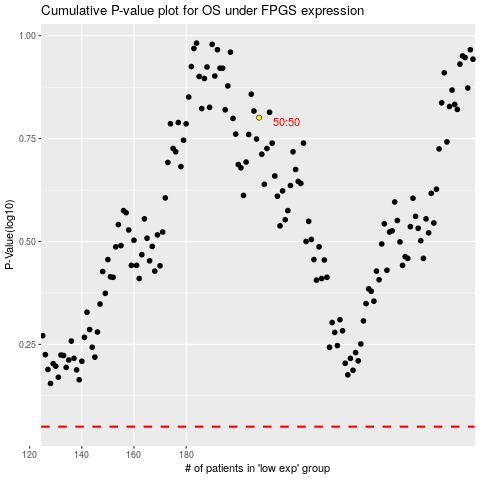 Cumulative P-value plot for OS under FPGS expression
P-Value(log10)
1.00
0.75
0.50
0.25
50:50
120 140 160 180
# of patients in 'low exp' group